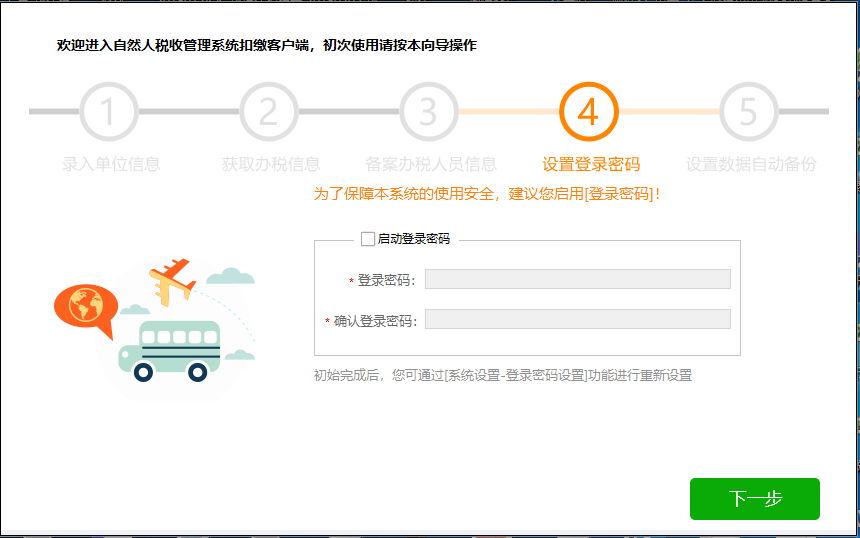 欢迎进入自然人税收管理系统扣缴客户端，初次使用请按本向导操作
1 2 3 4 5
录入单位信息 获取办税信息 备案办税人员信息 设置登录密码 设置数据自动备份
为了保障本系统的使用安全，建议您启用[登录密码]！
启动登录密码
* 登录密码：
* 确认登录密码：
初始完成后，您可通过[系统设置-登录密码设置]功能进行重新设置
下一步